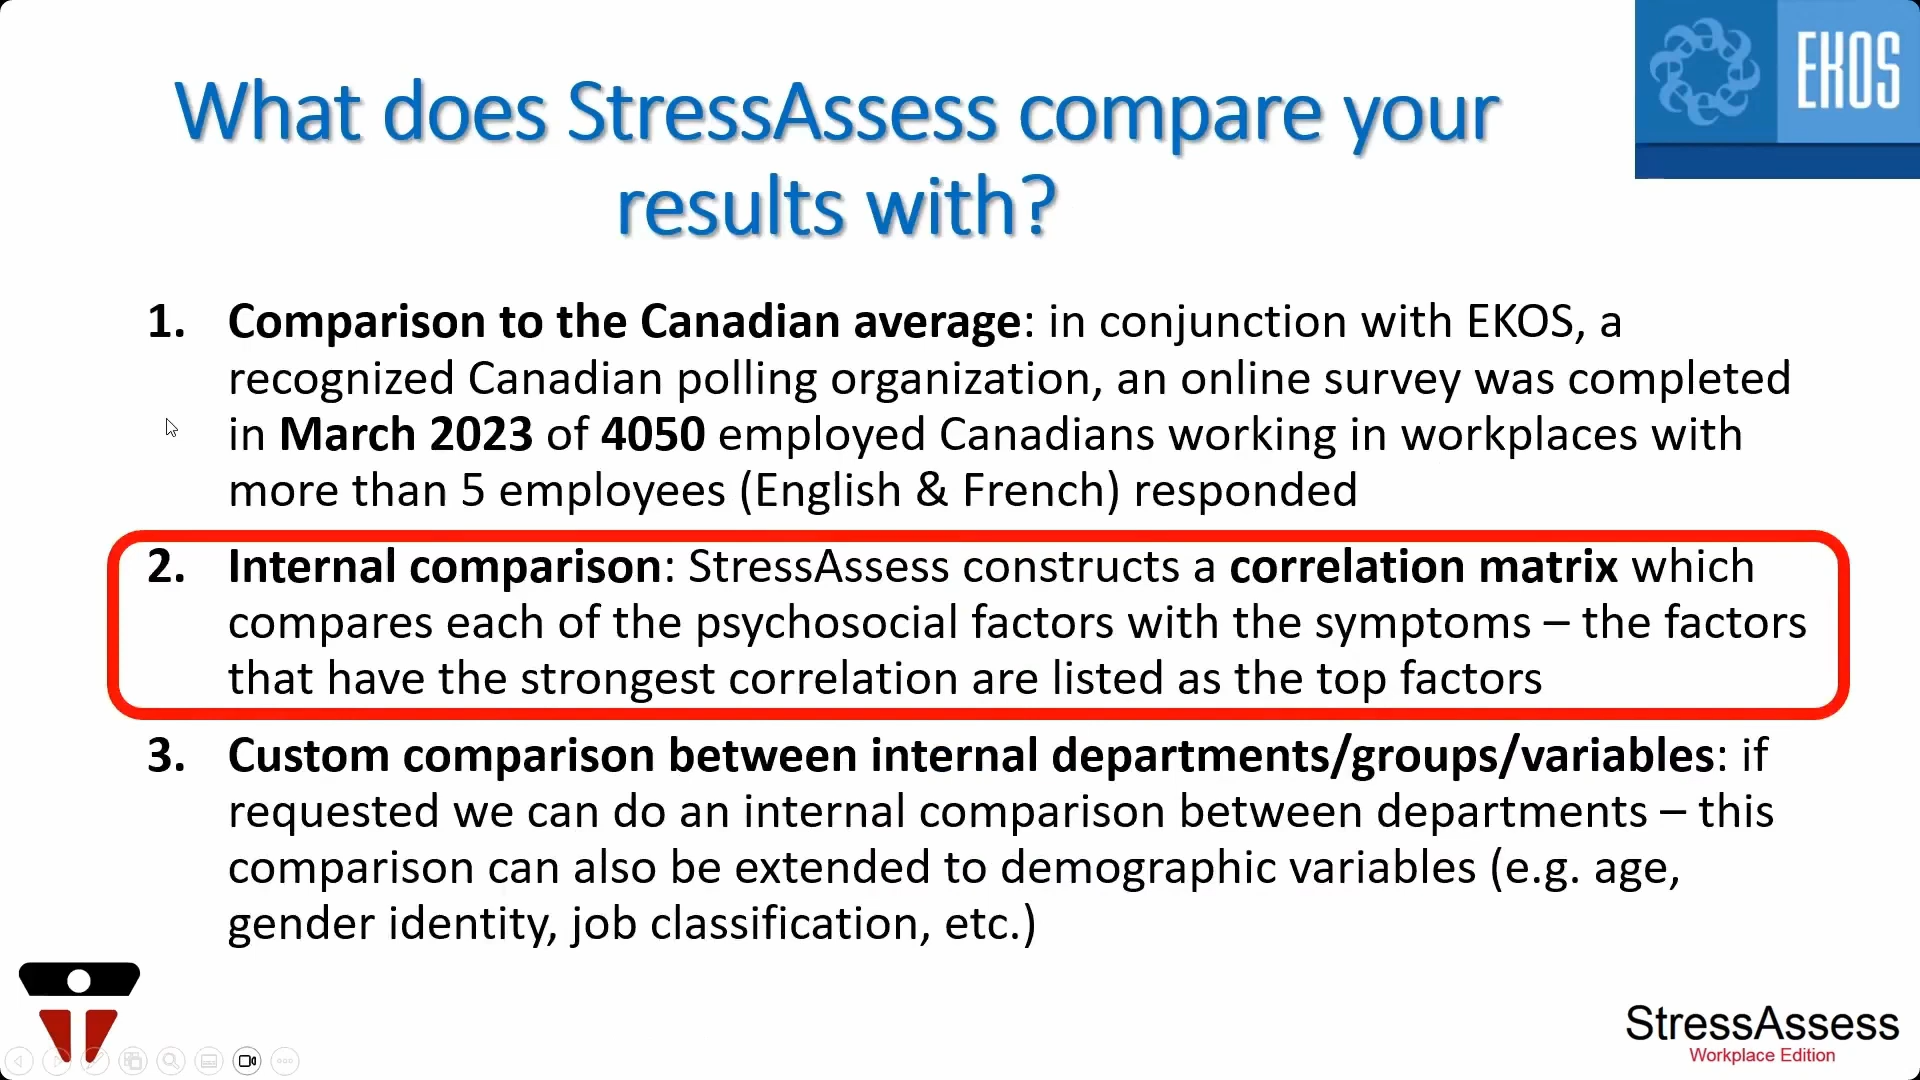 What does StressAssess compare your
results with?
EKOS
1. Comparison to the Canadian average: in conjunction with EKOS, a
recognized Canadian polling organization, an online survey was completed
in March 2023 of 4050 employed Canadians working in workplaces with
more than 5 employees (English & French) responded
2. Internal comparison: StressAssess constructs a correlation matrix which
compares each of the psychosocial factors with the symptoms – the factors
that have the strongest correlation are listed as the top factors
3. Custom comparison between internal departments/groups/variables: if
requested we can do an internal comparison between departments – this
comparison can also be extended to demographic variables (e.g. age,
gender identity, job classification, etc.)
StressAssess
Workplace Edition